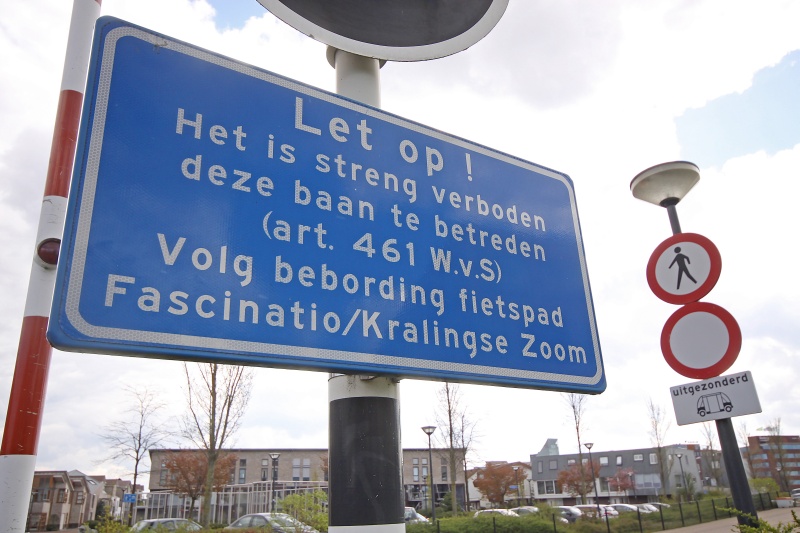 Let op !
Het is streng verboden
deze baan te betreden
(art. 461 W.v.S)
Volg bebording fietspad
Fascinatio/Kralingse Zoom
uitgezonderd